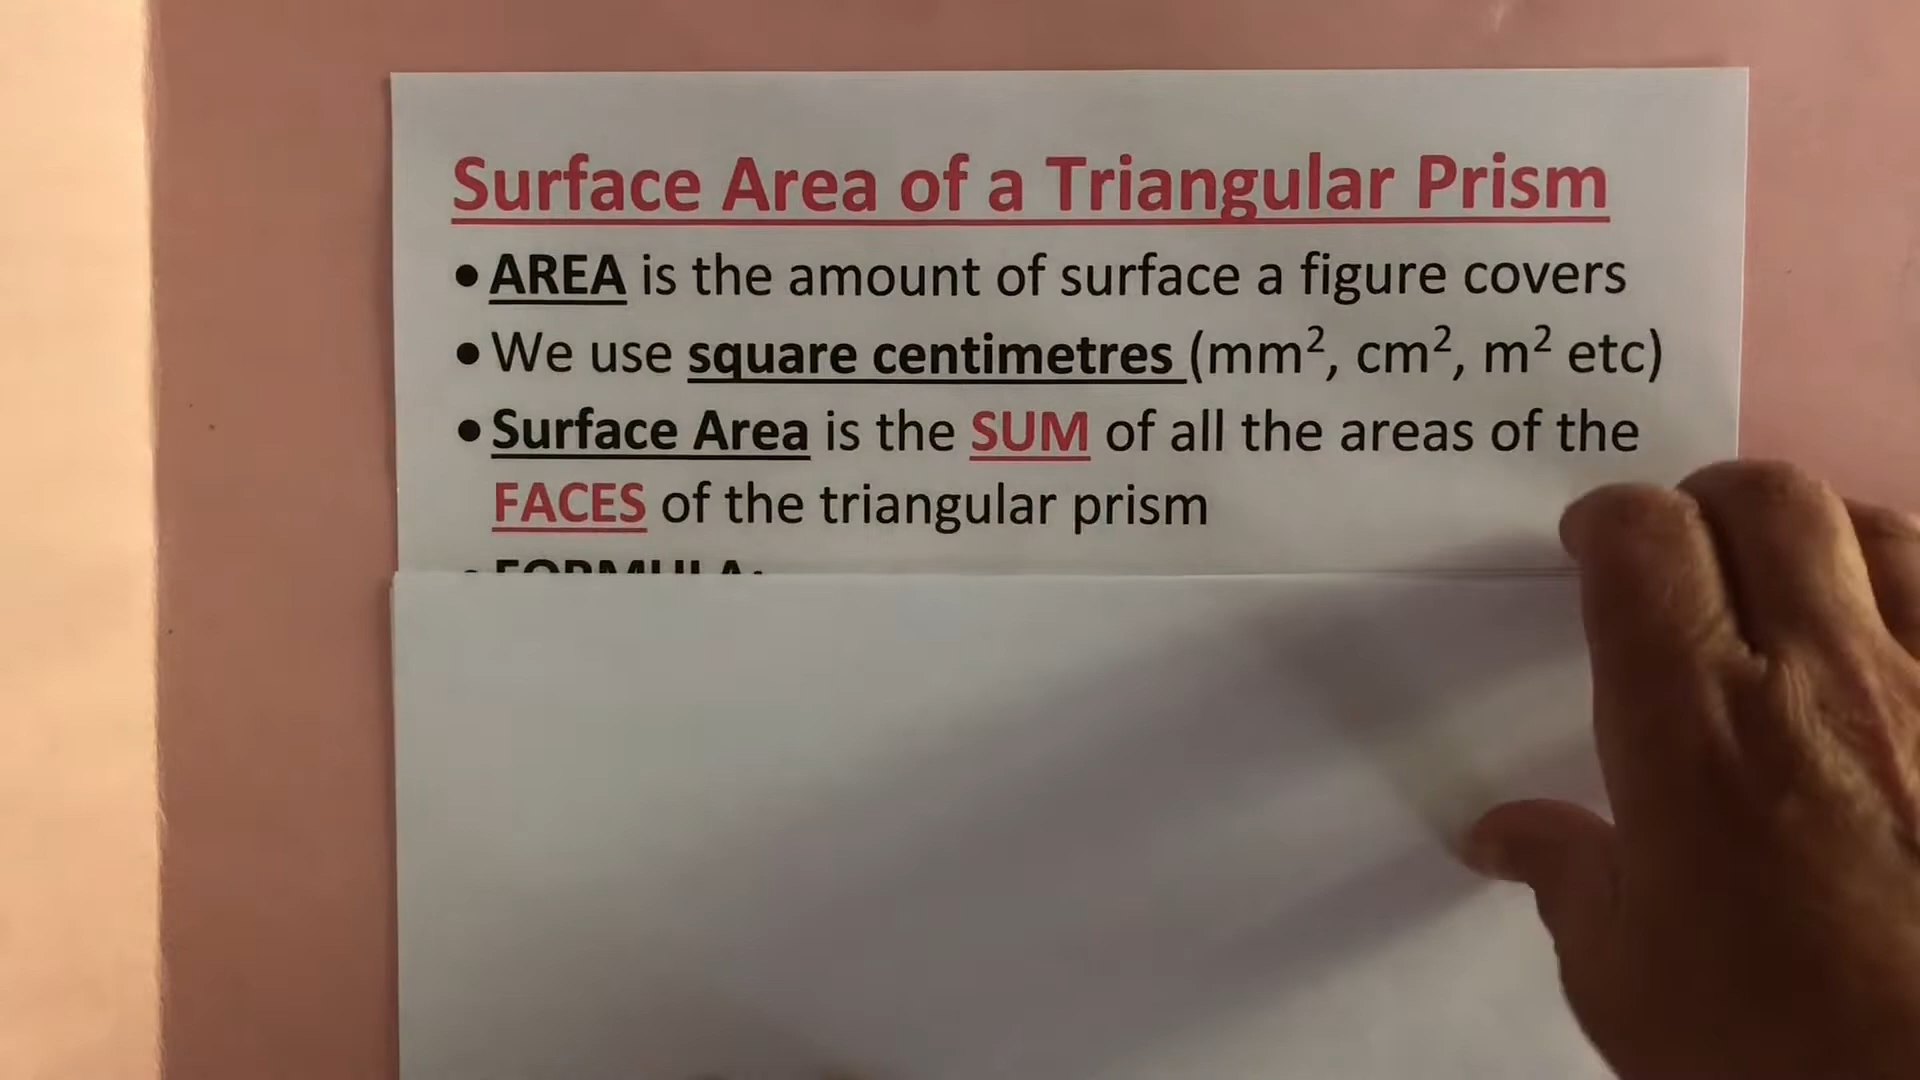 Surface Area of a Triangular Prism
• AREA is the amount of surface a figure covers
• We use square centimetres (mm², cm², m² etc)
• Surface Area is the SUM of all the areas of the
FACES of the triangular prism
• FORMULA: